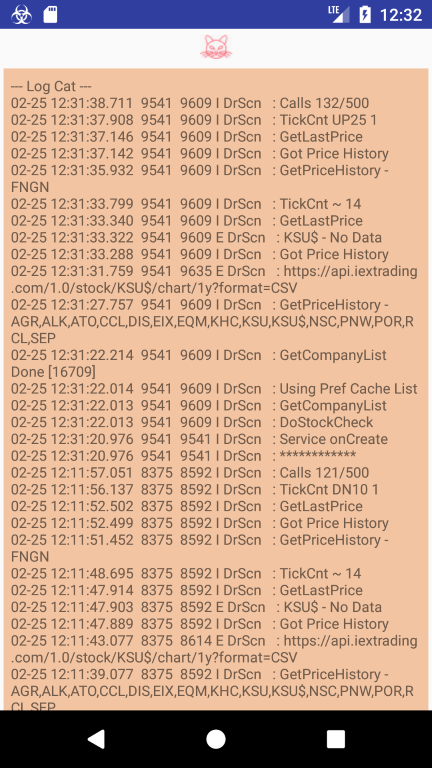 LTE 12:32
--- Log Cat ---
02-25 12:31:38.711 9541 9609 I DrScn : Calls 132/500
02-25 12:31:37.908 9541 9609 I DrScn : TickCnt UP25 1
02-25 12:31:37.146 9541 9609 I DrScn : GetLastPrice
02-25 12:31:37.142 9541 9609 I DrScn : Got Price History
02-25 12:31:35.932 9541 9609 I DrScn : GetPriceHistory -
FNGN
02-25 12:31:33.799 9541 9609 I DrScn : TickCnt ~ 14
02-25 12:31:33.340 9541 9609 I DrScn : GetLastPrice
02-25 12:31:33.322 9541 9609 E DrScn : KSU$ - No Data
02-25 12:31:33.288 9541 9609 I DrScn : Got Price History
02-25 12:31:31.759 9541 9635 E DrScn : https://api.iextrading
.com/1.0/stock/KSU$/chart/1y?format=CSV
02-25 12:31:27.757 9541 9609 I DrScn : GetPriceHistory -
AGR,ALK,ATO,CCL,DIS,EIX,EQM,KHC,KSU,KSU$,NSC,PNW,POR,R
CL,SEP
02-25 12:31:22.214 9541 9609 I DrScn : GetCompanyList
Done [16709]
02-25 12:31:22.014 9541 9609 I DrScn : Using Pref Cache List
02-25 12:31:22.013 9541 9609 I DrScn : GetCompanyList
02-25 12:31:22.013 9541 9609 I DrScn : DoStockCheck
02-25 12:31:20.976 9541 9541 I DrScn : Service onCreate
02-25 12:31:20.976 9541 9541 I DrScn : ************
02-25 12:11:57.051 8375 8592 I DrScn : Calls 121/500
02-25 12:11:56.137 8375 8592 I DrScn : TickCnt DN10 1
02-25 12:11:52.502 8375 8592 I DrScn : GetLastPrice
02-25 12:11:52.499 8375 8592 I DrScn : Got Price History
02-25 12:11:51.452 8375 8592 I DrScn : GetPriceHistory -
FNGN
02-25 12:11:48.695 8375 8592 I DrScn : TickCnt ~ 14
02-25 12:11:47.914 8375 8592 I DrScn : GetLastPrice
02-25 12:11:47.903 8375 8592 E DrScn : KSU$ - No Data
02-25 12:11:47.889 8375 8592 I DrScn : Got Price History
02-25 12:11:43.077 8375 8614 E DrScn : https://api.iextrading
.com/1.0/stock/KSU$/chart/1y?format=CSV
02-25 12:11:39.077 8375 8592 I DrScn : GetPriceHistory -
AGR,ALK,ATO,CCL,DIS,EIX,EQM,KHC,KSU,KSU$,NSC,PNW,POR,R
CL,SEP